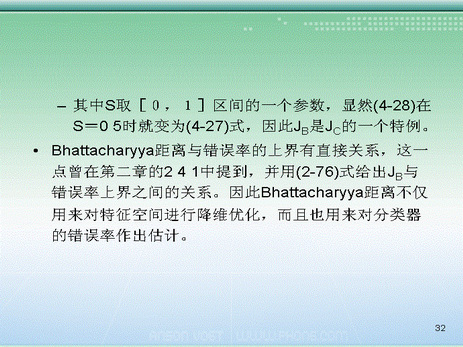 – 其中S取［0，1］区间的一个参数，显然(4-28)在
S＝0 5时就变为(4-27)式，因此JB是JC的一个特例。
• Bhattacharyya距离与错误率的上界有直接关系，这一
点曾在第二章的2 4 1中提到，并用(2-76)式给出JB与
错误率上界之间的关系。因此Bhattacharyya距离不仅
用来对特征空间进行降维优化，而且也用来对分类器
的错误率作出估计。
32